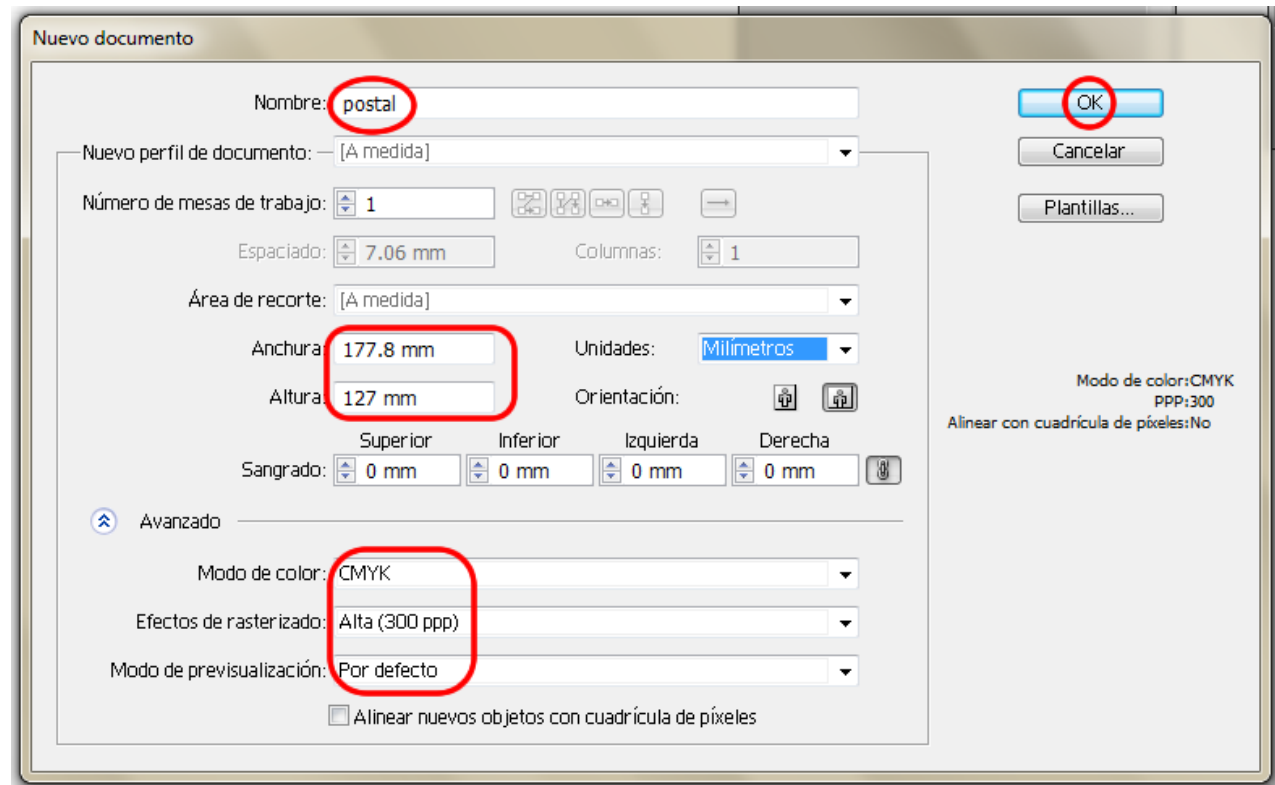 Nuevo documento
Nombre: postal
OK
Nuevo perfil de documento: [A medida]
Cancelar
Número de mesas de trabajo: 1
Plantillas...
Espaciado: 7.06 mm Columnas: 1
Área de recorte: [A medida]
Anchura: 177.8 mm Unidades: Milímetros
Altura: 127 mm Orientación:
Modo de color:CMYK
PPP:300
Alinear con cuadrícula de píxeles:No
Superior Inferior Izquierda Derecha
Sangrado: 0 mm 0 mm 0 mm 0 mm
Avanzado
Modo de color: CMYK
Efectos de rasterizado: Alta (300 ppp)
Modo de previsualización: Por defecto
Alinear nuevos objetos con cuadrícula de píxeles